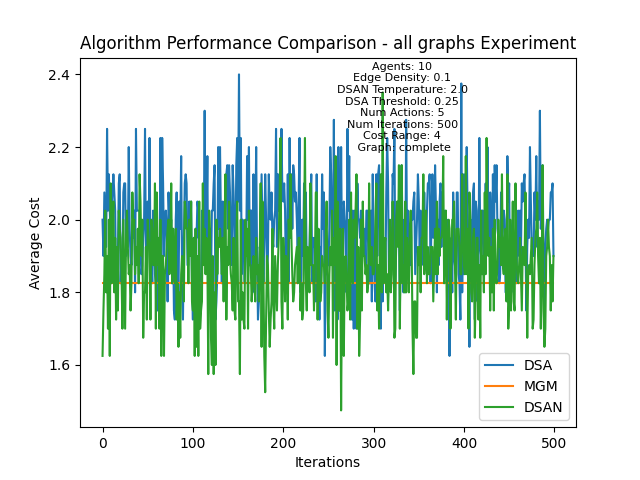 Algorithm Performance Comparison - all graphs Experiment
Agents: 10
Edge Density: 0.1
DSAN Temperature: 2.0
DSA Threshold: 0.25
Num Actions: 5
Num Iterations: 500
Cost Range: 4
Graph: complete
Average Cost
2.4
2.2
2.0
1.8
1.6
0
100
200
300
400
500
Iterations
DSA
MGM
DSAN